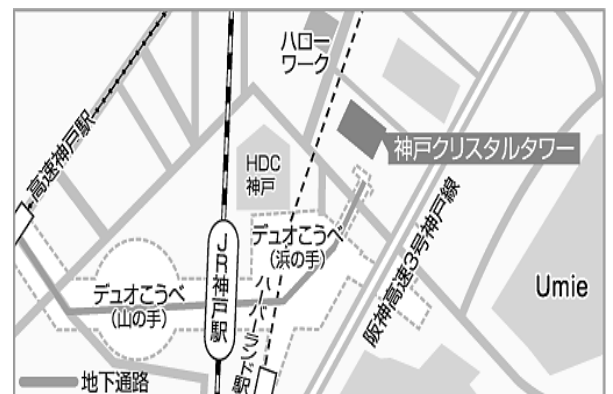 ハロー
ワーク
高速神戸駅
神戸クリスタルタワー
HDC
神戸
デュオこうべ
（浜の手）
JR神戸駅
阪神高速3号神戸線
Umie
デュオこうべ
（山の手）
ハーバーランド駅
地下通路